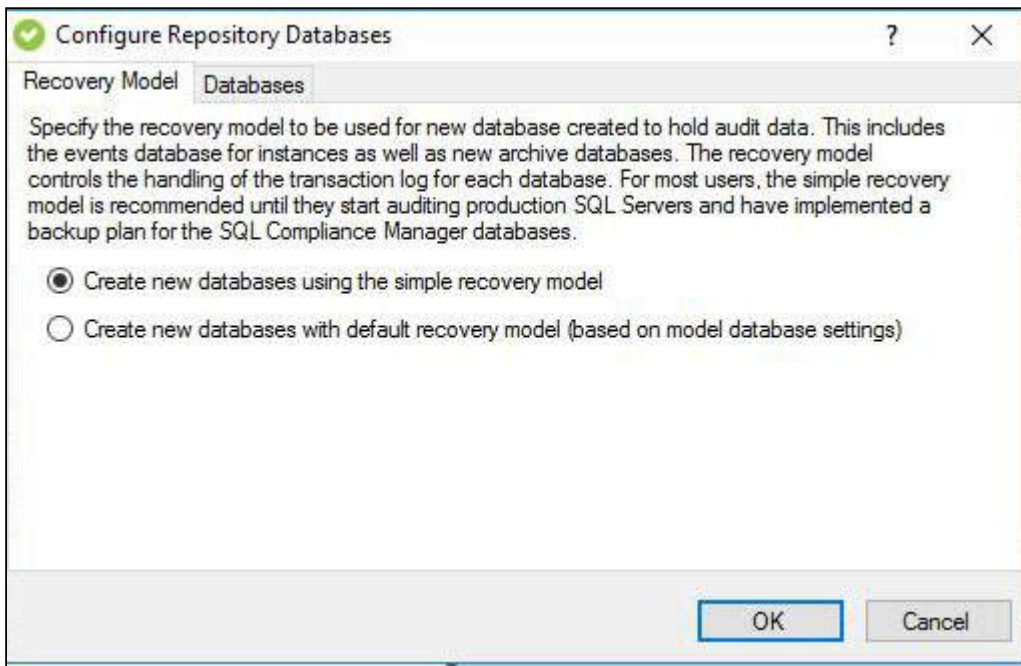 Configure Repository Databases
?
Recovery Model
Databases
Specify the recovery model to be used for new database created to hold audit data. This includes
the events database for instances as well as new archive databases. The recovery model
controls the handling of the transaction log for each database. For most users, the simple recovery
model is recommended until they start auditing production SQL Servers and have implemented a
backup plan for the SQL Compliance Manager databases.
Create new databases using the simple recovery model
Create new databases with default recovery model (based on model database settings)
OK
Cancel